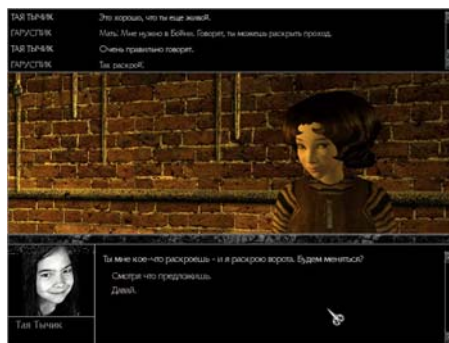 ТАЯ ТЫЧИК Это хорошо, что ты еще живой.
ГАРУСПИК Мать: Мне нужно в Бойни. Говорят, ты можешь раскрыть проход.
ТАЯ ТЫЧИК Очень правильно говорят.
ГАРУСПИК Так раскрой.
Ты мне кое-что раскроешь - и я раскрою ворота. Будем меняться?
Смотря что предложишь.
Давай.
Тая Тычик